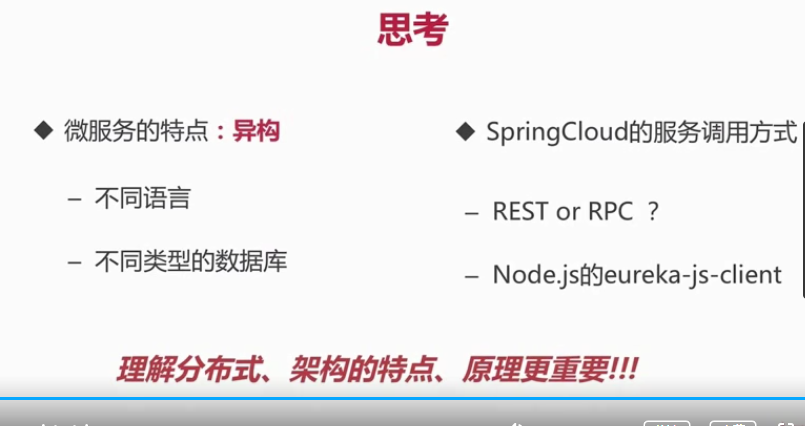 思考
◆ 微服务的特点：异构
– 不同语言
– 不同类型的数据库
◆ SpringCloud的服务调用方式
– REST or RPC ？
– Node.js的eureka-js-client
理解分布式、架构的特点、原理更重要!!!